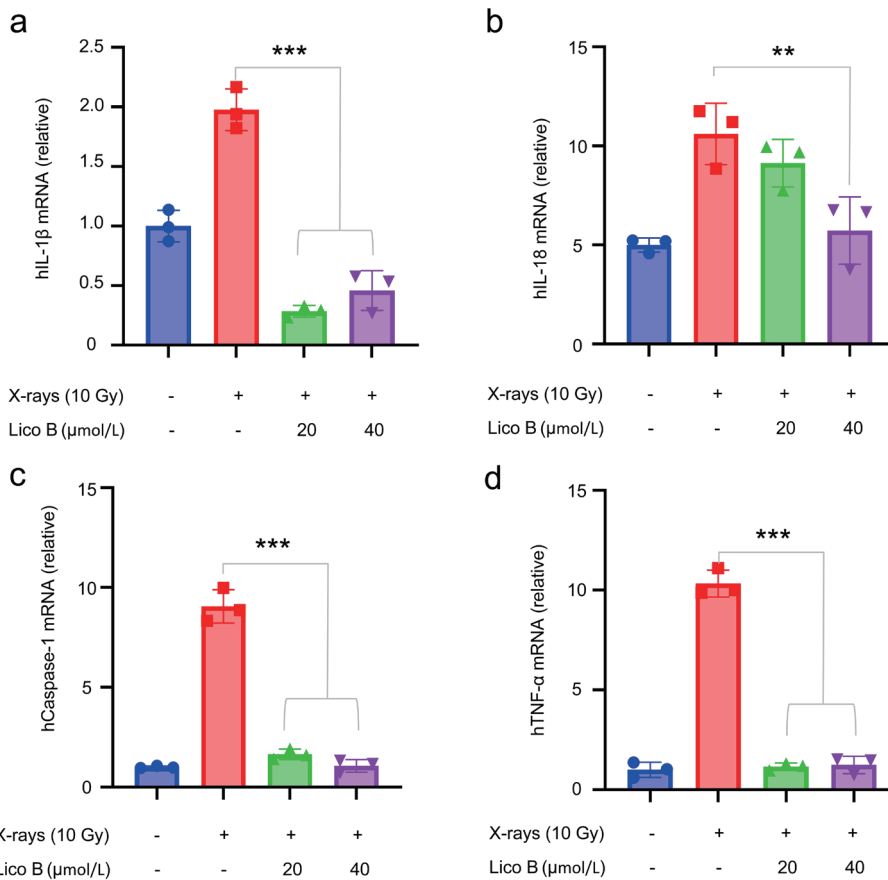 a
hIL-1β mRNA (relative)
2.5
2.0
1.5
1.0
0.5
0
***
X-rays (10 Gy) - + + +
Lico B (μmol/L) - - 20 40
b
hIL-18 mRNA (relative)
15
10
5
0
**
X-rays (10 Gy) - + + +
Lico B (μmol/L) - - 20 40
c
hCaspase-1 mRNA (relative)
15
10
5
0
***
X-rays (10 Gy) - + + +
Lico B (μmol/L) - - 20 40
d
hTNF-α mRNA (relative)
15
10
5
0
***
X-rays (10 Gy) - + + +
Lico B (μmol/L) - - 20 40